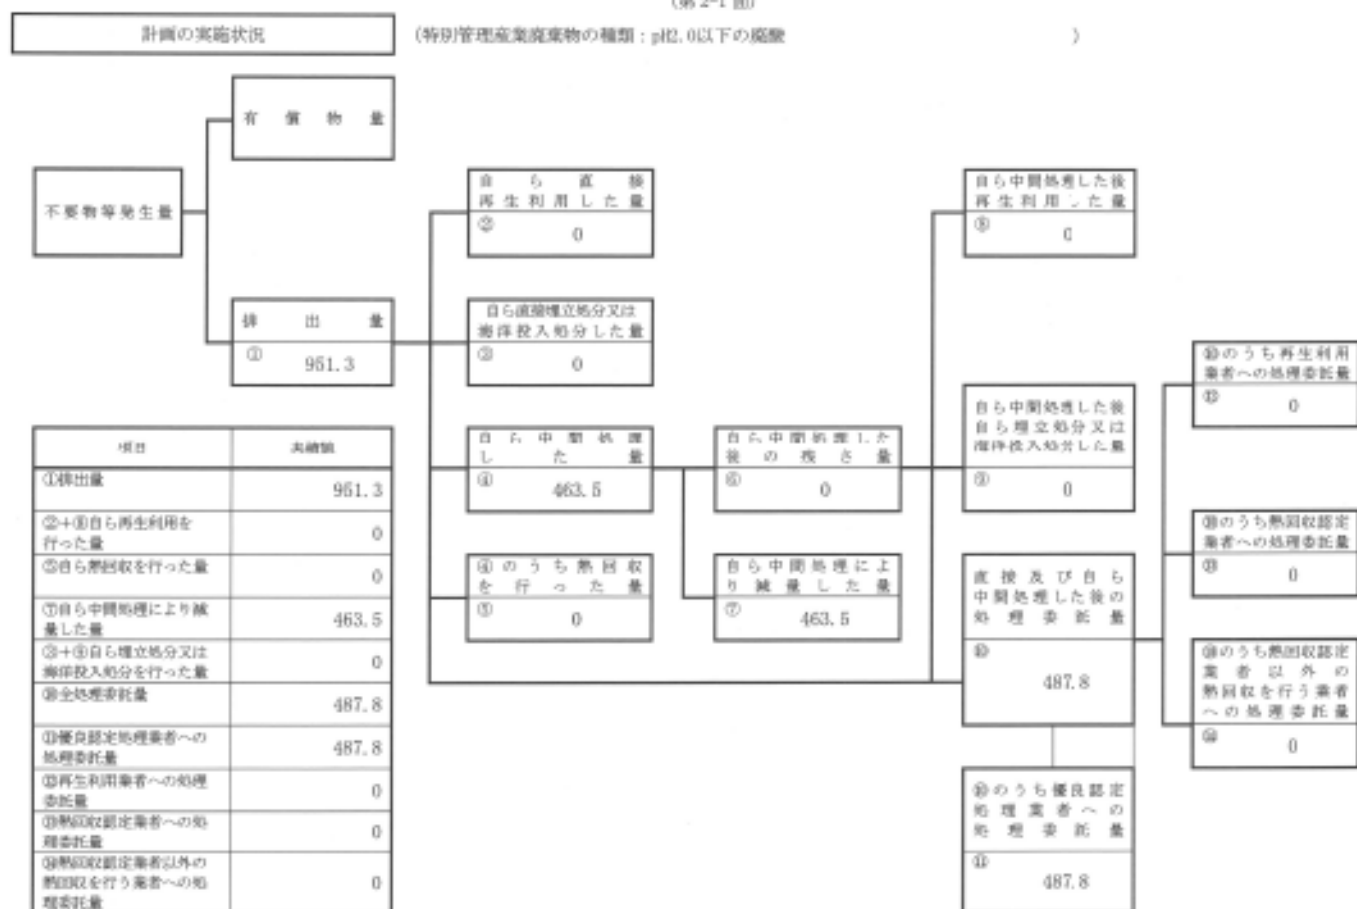 (第2-1面)
計画の実施状況
(特別管理産業廃棄物の種類：pH2.0以下の廃酸 )
有償物量
不要物等発生量
排出量
① 951.3
自ら直接
再生利用した量
② 0
自ら直接埋立処分又は
海洋投入処分した量
③ 0
自ら中間処理
した量
④ 463.5
④のうち熱回収
を行った量
⑤ 0
自ら中間処理した
後の残さ量
⑥ 0
自ら中間処理によ
り減量した量
⑦ 463.5
自ら中間処理した後
再生利用した量
⑧ 0
自ら中間処理した後
自ら埋立処分又は
海洋投入処分した量
⑨ 0
直接及び自ら
中間処理した後の
処理委託量
⑩ 487.8
⑩のうち優良認定
処理業者への
処理委託量
⑪ 487.8
⑩のうち再生利用
業者への処理委託量
⑫ 0
⑩のうち熱回収認定
業者への処理委託量
⑬ 0
⑩のうち熱回収認定
業者以外の
熱回収を行う業者
への処理委託量
⑭ 0
項目 実績値
①排出量 951.3
②+⑧自ら再生利用を
行った量 0
⑤自ら熱回収を行った量 0
⑦自ら中間処理により減
量した量 463.5
③+⑨自ら埋立処分又は
海洋投入処分を行った量 0
⑩全処理委託量 487.8
⑪優良認定処理業者への
処理委託量 487.8
⑫再生利用業者への処理
委託量 0
⑬熱回収認定業者への処
理委託量 0
⑭熱回収認定業者以外の
熱回収を行う業者への処
理委託量 0